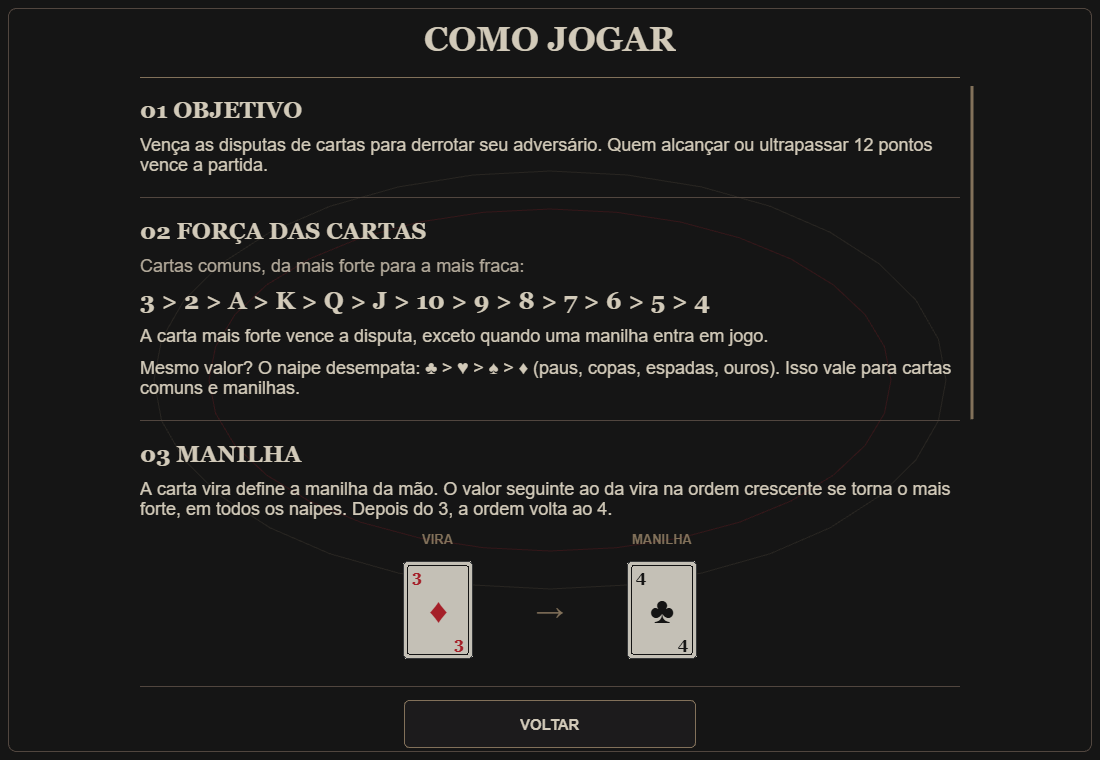 COMO JOGAR
01 OBJETIVO
Vença as disputas de cartas para derrotar seu adversário. Quem alcançar ou ultrapassar 12 pontos
vence a partida.
02 FORÇA DAS CARTAS
Cartas comuns, da mais forte para a mais fraca:
3 > 2 > A > K > Q > J > 10 > 9 > 8 > 7 > 6 > 5 > 4
A carta mais forte vence a disputa, exceto quando uma manilha entra em jogo.
Mesmo valor? O naipe desempata: ♣ > ♥ > ♠ > ♦ (paus, copas, espadas, ouros). Isso vale para cartas
comuns e manilhas.
03 MANILHA
A carta vira define a manilha da mão. O valor seguinte ao da vira na ordem crescente se torna o mais
forte, em todos os naipes. Depois do 3, a ordem volta ao 4.
VIRA
MANILHA
3
♦
3
→
4
♣
4
VOLTAR